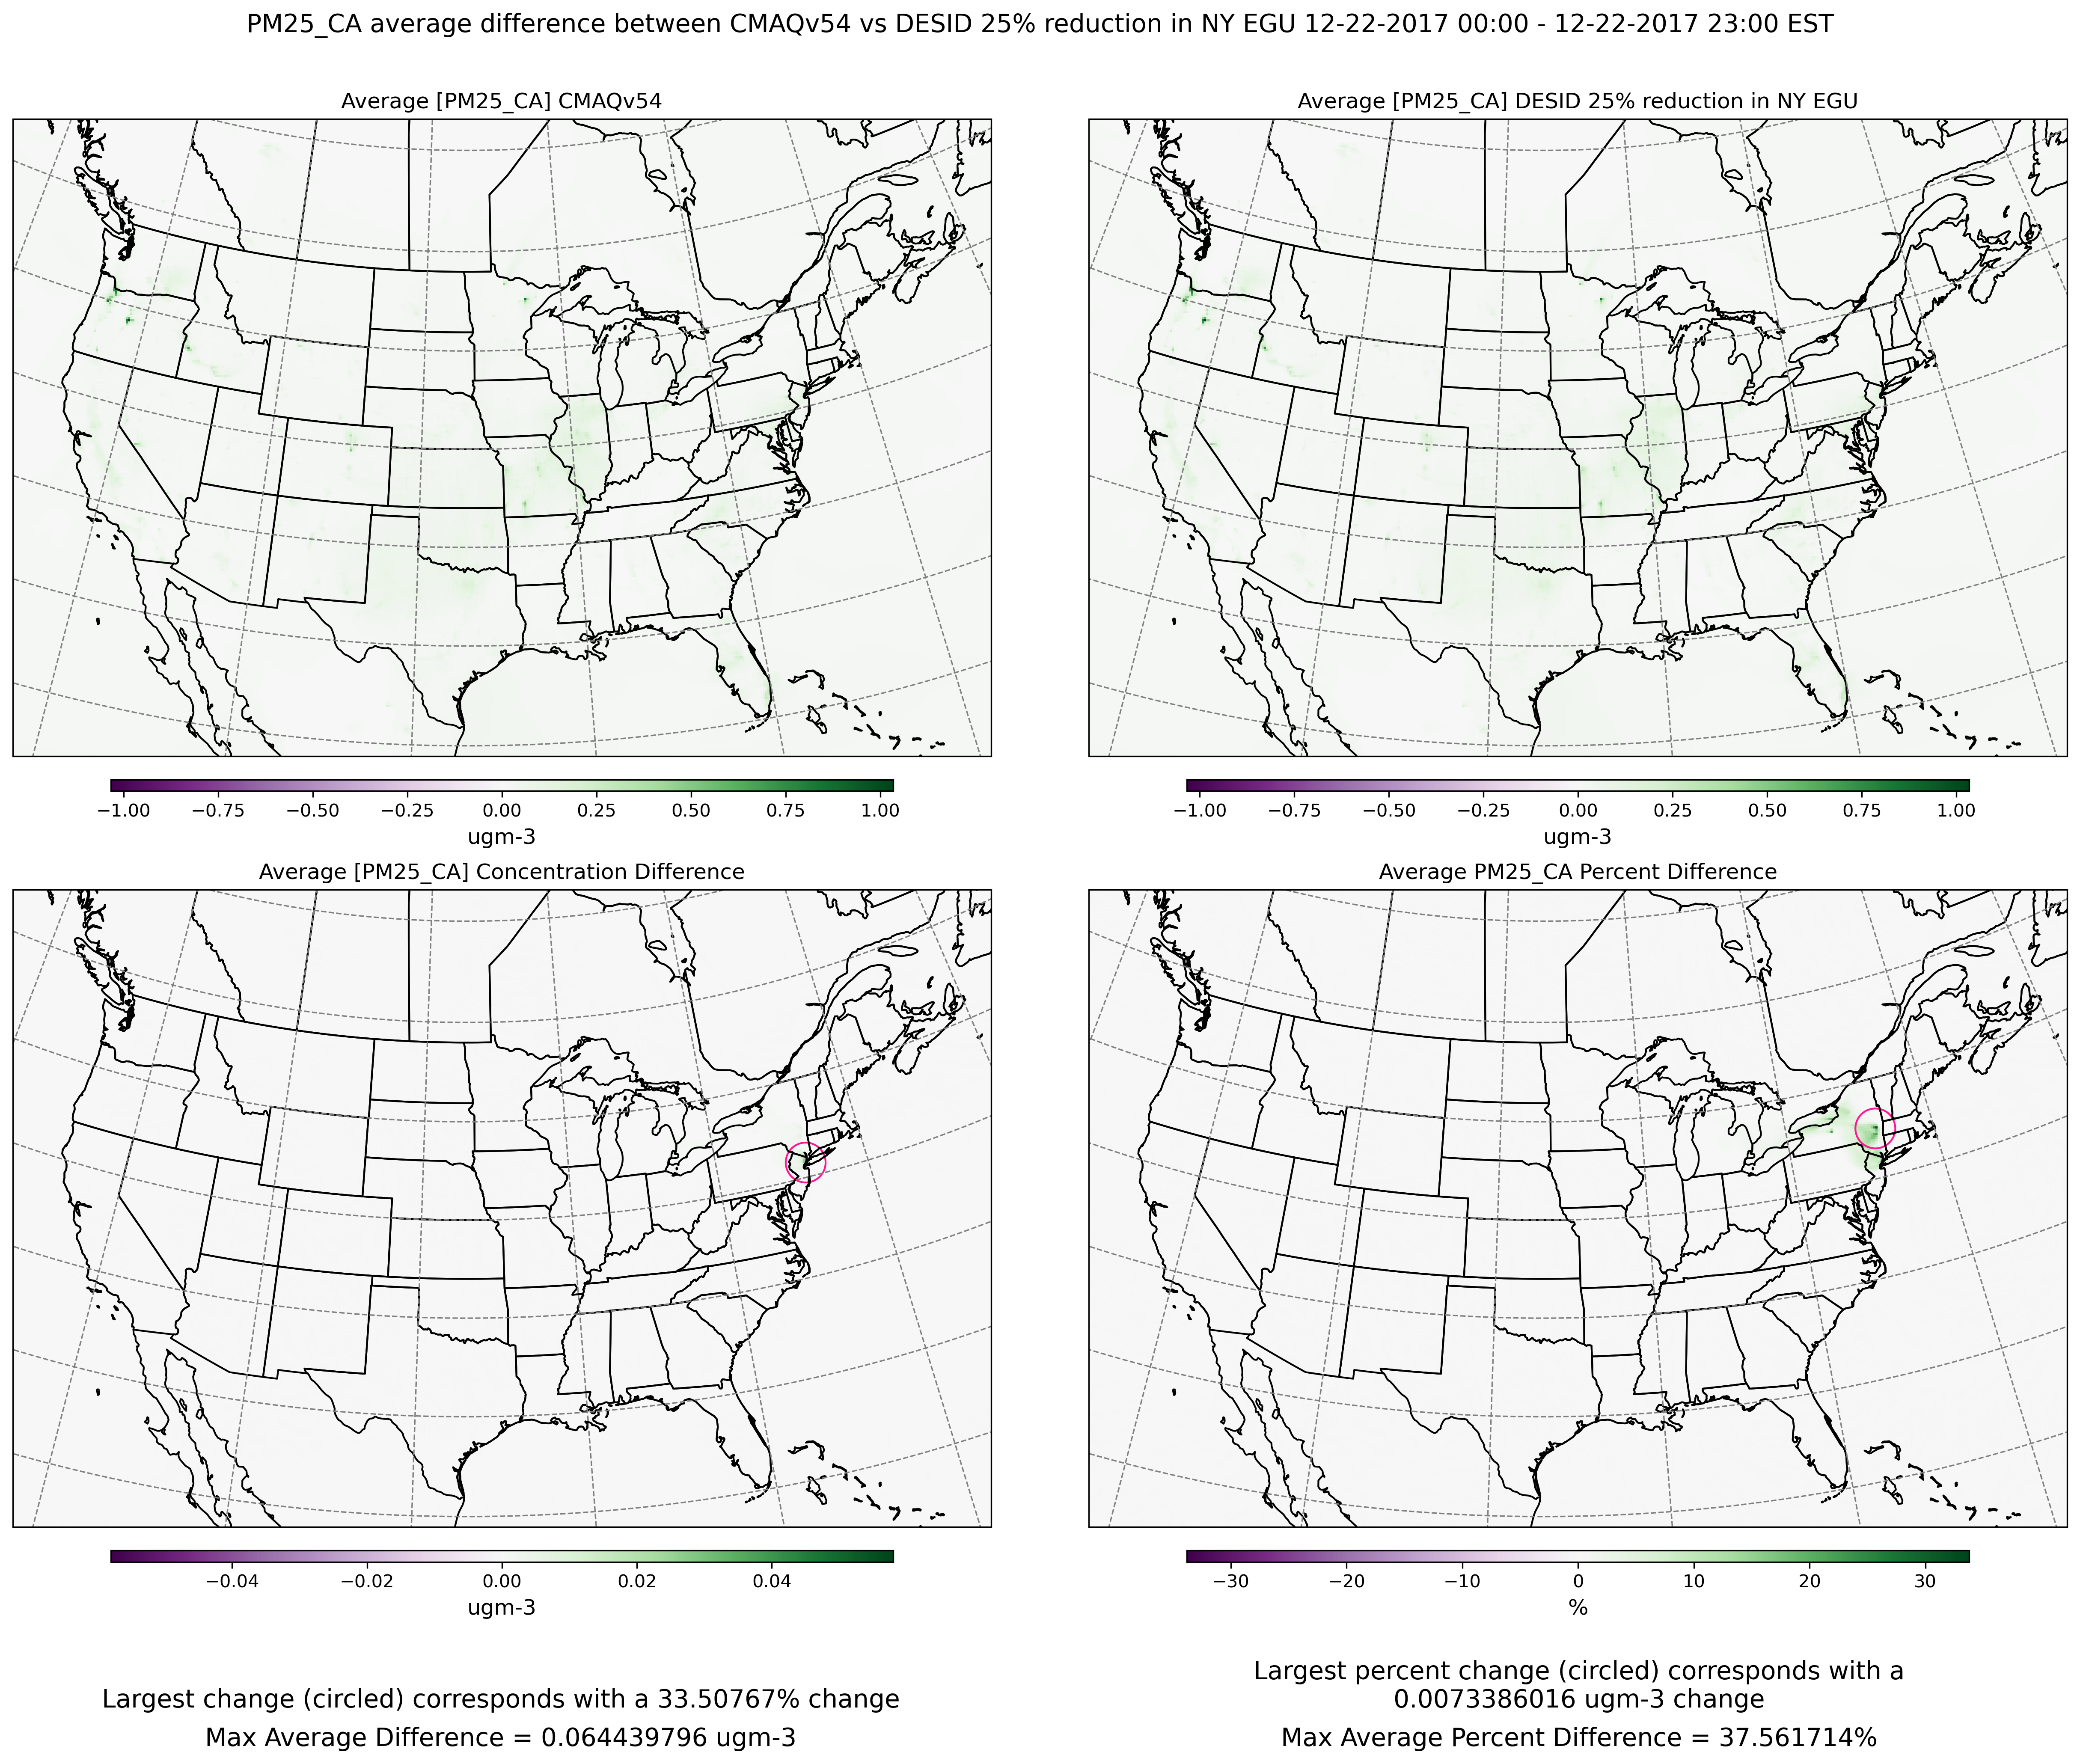 PM25_CA average difference between CMAQv54 vs DESID 25% reduction in NY EGU 12-22-2017 00:00 - 12-22-2017 23:00 EST
Average [PM25_CA] CMAQv54
Average [PM25_CA] DESID 25% reduction in NY EGU
−1.00 −0.75 −0.50 −0.25 0.00 0.25 0.50 0.75 1.00
ugm-3
−1.00 −0.75 −0.50 −0.25 0.00 0.25 0.50 0.75 1.00
ugm-3
Average [PM25_CA] Concentration Difference
Average PM25_CA Percent Difference
−0.04 −0.02 0.00 0.02 0.04
ugm-3
−30 −20 −10 0 10 20 30
%
Largest change (circled) corresponds with a 33.50767% change
Max Average Difference = 0.064439796 ugm-3
Largest percent change (circled) corresponds with a
0.0073386016 ugm-3 change
Max Average Percent Difference = 37.561714%